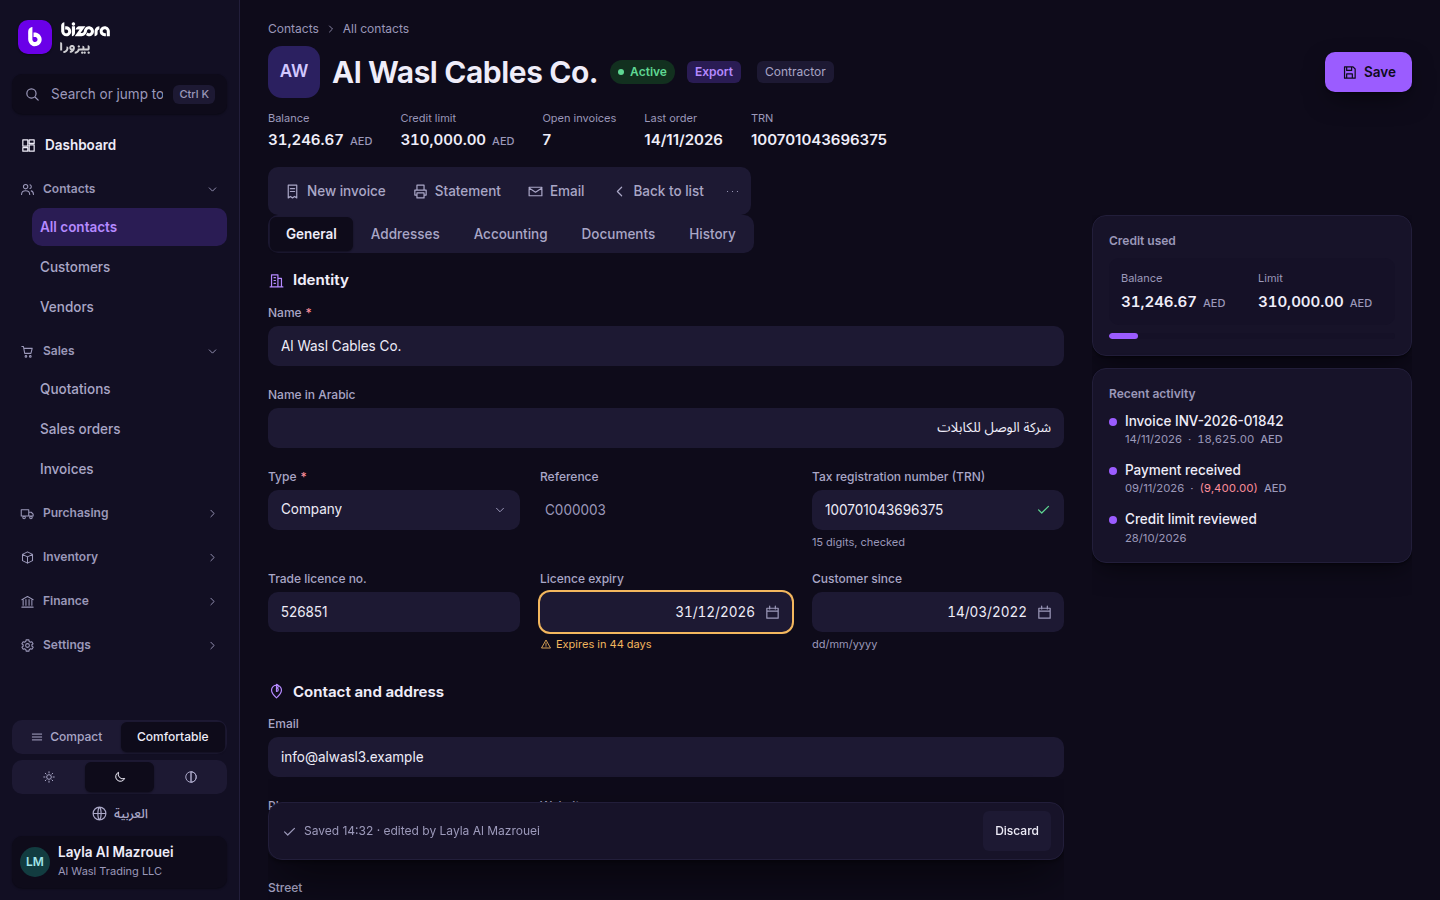 bizora
بيزورا
Search or jump to
Ctrl K
Dashboard
Contacts
All contacts
Customers
Vendors
Sales
Quotations
Sales orders
Invoices
Purchasing
Inventory
Finance
Settings
Compact
Comfortable
العربية
LM
Layla Al Mazrouei
Al Wasl Trading LLC
Contacts > All contacts
AW
Al Wasl Cables Co.
Active
Export
Contractor
Save
Balance
31,246.67 AED
Credit limit
310,000.00 AED
Open invoices
7
Last order
14/11/2026
TRN
100701043696375
New invoice
Statement
Email
Back to list
...
General
Addresses
Accounting
Documents
History
Identity
Name *
Al Wasl Cables Co.
Name in Arabic
شركة الوصل للكابلات
Type *
Company
Reference
C000003
Tax registration number (TRN)
100701043696375
15 digits, checked
Trade licence no.
526851
Licence expiry
31/12/2026
Expires in 44 days
Customer since
14/03/2022
dd/mm/yyyy
Contact and address
Email
info@alwasl3.example
Saved 14:32 · edited by Layla Al Mazrouei
Discard
Street
Credit used
Balance
31,246.67 AED
Limit
310,000.00 AED
Recent activity
Invoice INV-2026-01842
14/11/2026 · 18,625.00 AED
Payment received
09/11/2026 · (9,400.00) AED
Credit limit reviewed
28/10/2026